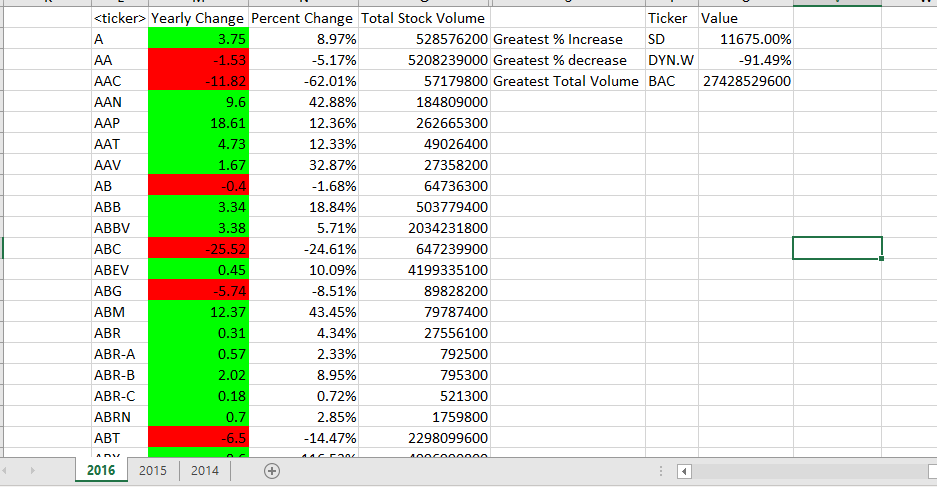 <ticker> Yearly Change Percent Change Total Stock Volume Ticker Value
A 3.75 8.97% 528576200 Greatest % Increase SD 11675.00%
AA -1.53 -5.17% 5208239000 Greatest % decrease DYN.W -91.49%
AAC -11.82 -62.01% 57179800 Greatest Total Volume BAC 27428529600
AAN 9.6 42.88% 184809000
AAP 18.61 12.36% 262665300
AAT 4.73 12.33% 49026400
AAV 1.67 32.87% 27358200
AB -0.4 -1.68% 64736300
ABB 3.34 18.84% 503779400
ABBV 3.38 5.71% 2034231800
ABC -25.52 -24.61% 647239900
ABEV 0.45 10.09% 4199335100
ABG -5.74 -8.51% 89828200
ABM 12.37 43.45% 79787400
ABR 0.31 4.34% 27556100
ABR-A 0.57 2.33% 792500
ABR-B 2.02 8.95% 795300
ABR-C 0.18 0.72% 521300
ABRN 0.7 2.85% 1759800
ABT -6.5 -14.47% 2298099600
2016 2015 2014